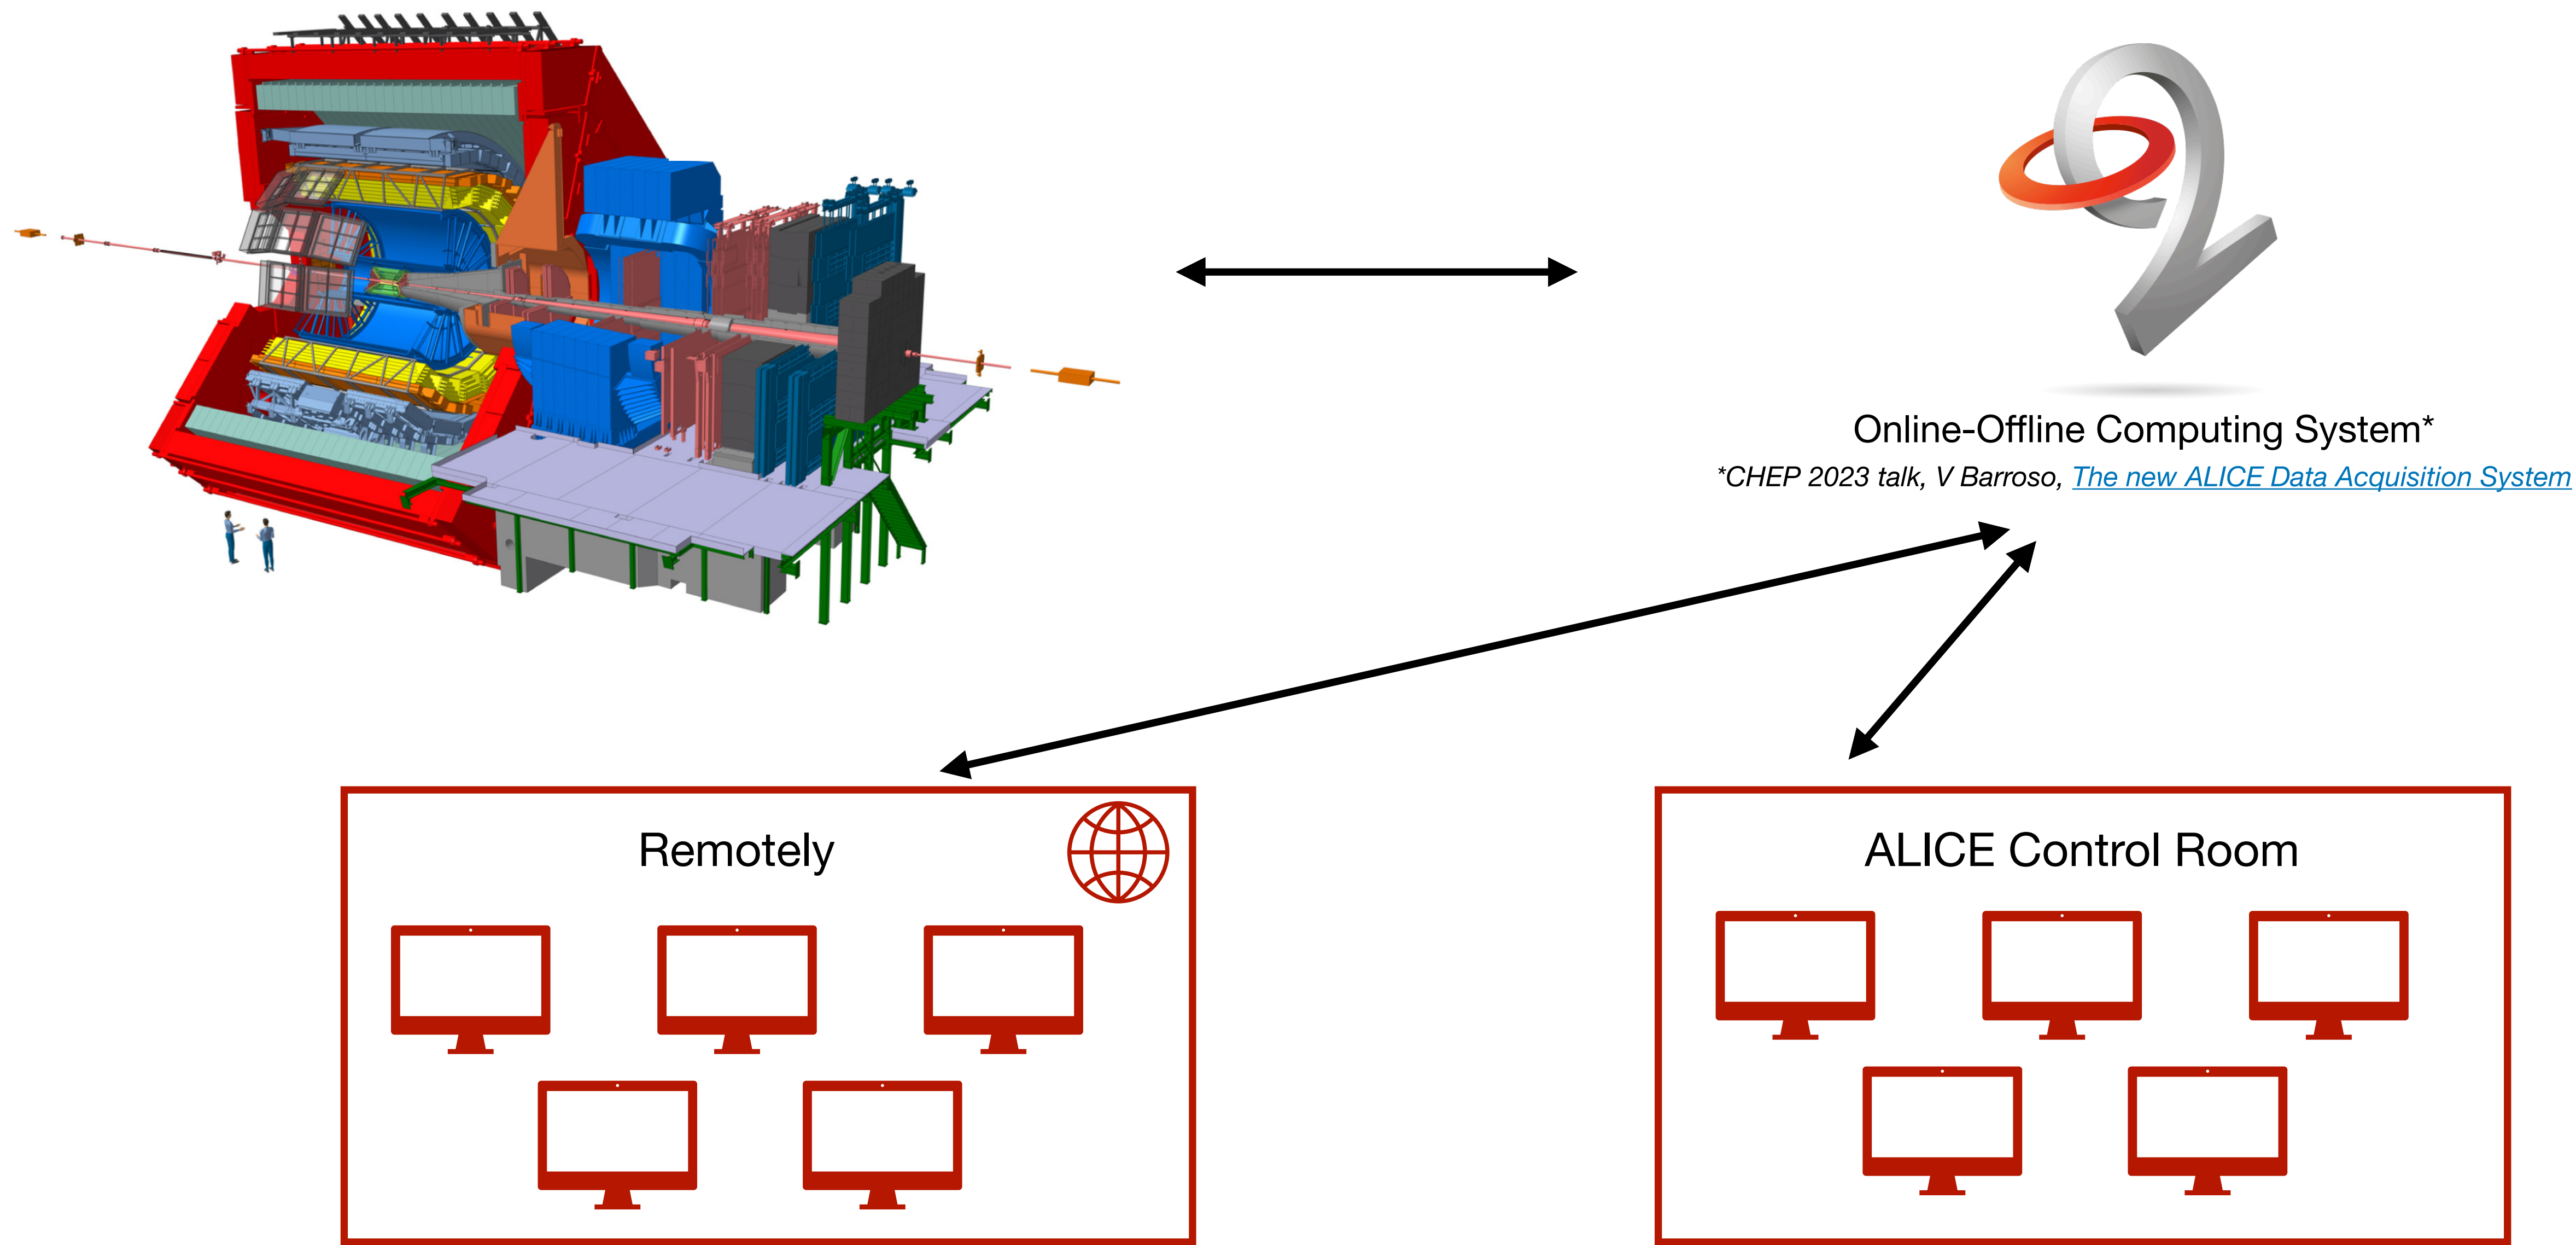 Online-Offline Computing System*
*CHEP 2023 talk, V Barroso, The new ALICE Data Acquisition System
Remotely
ALICE Control Room